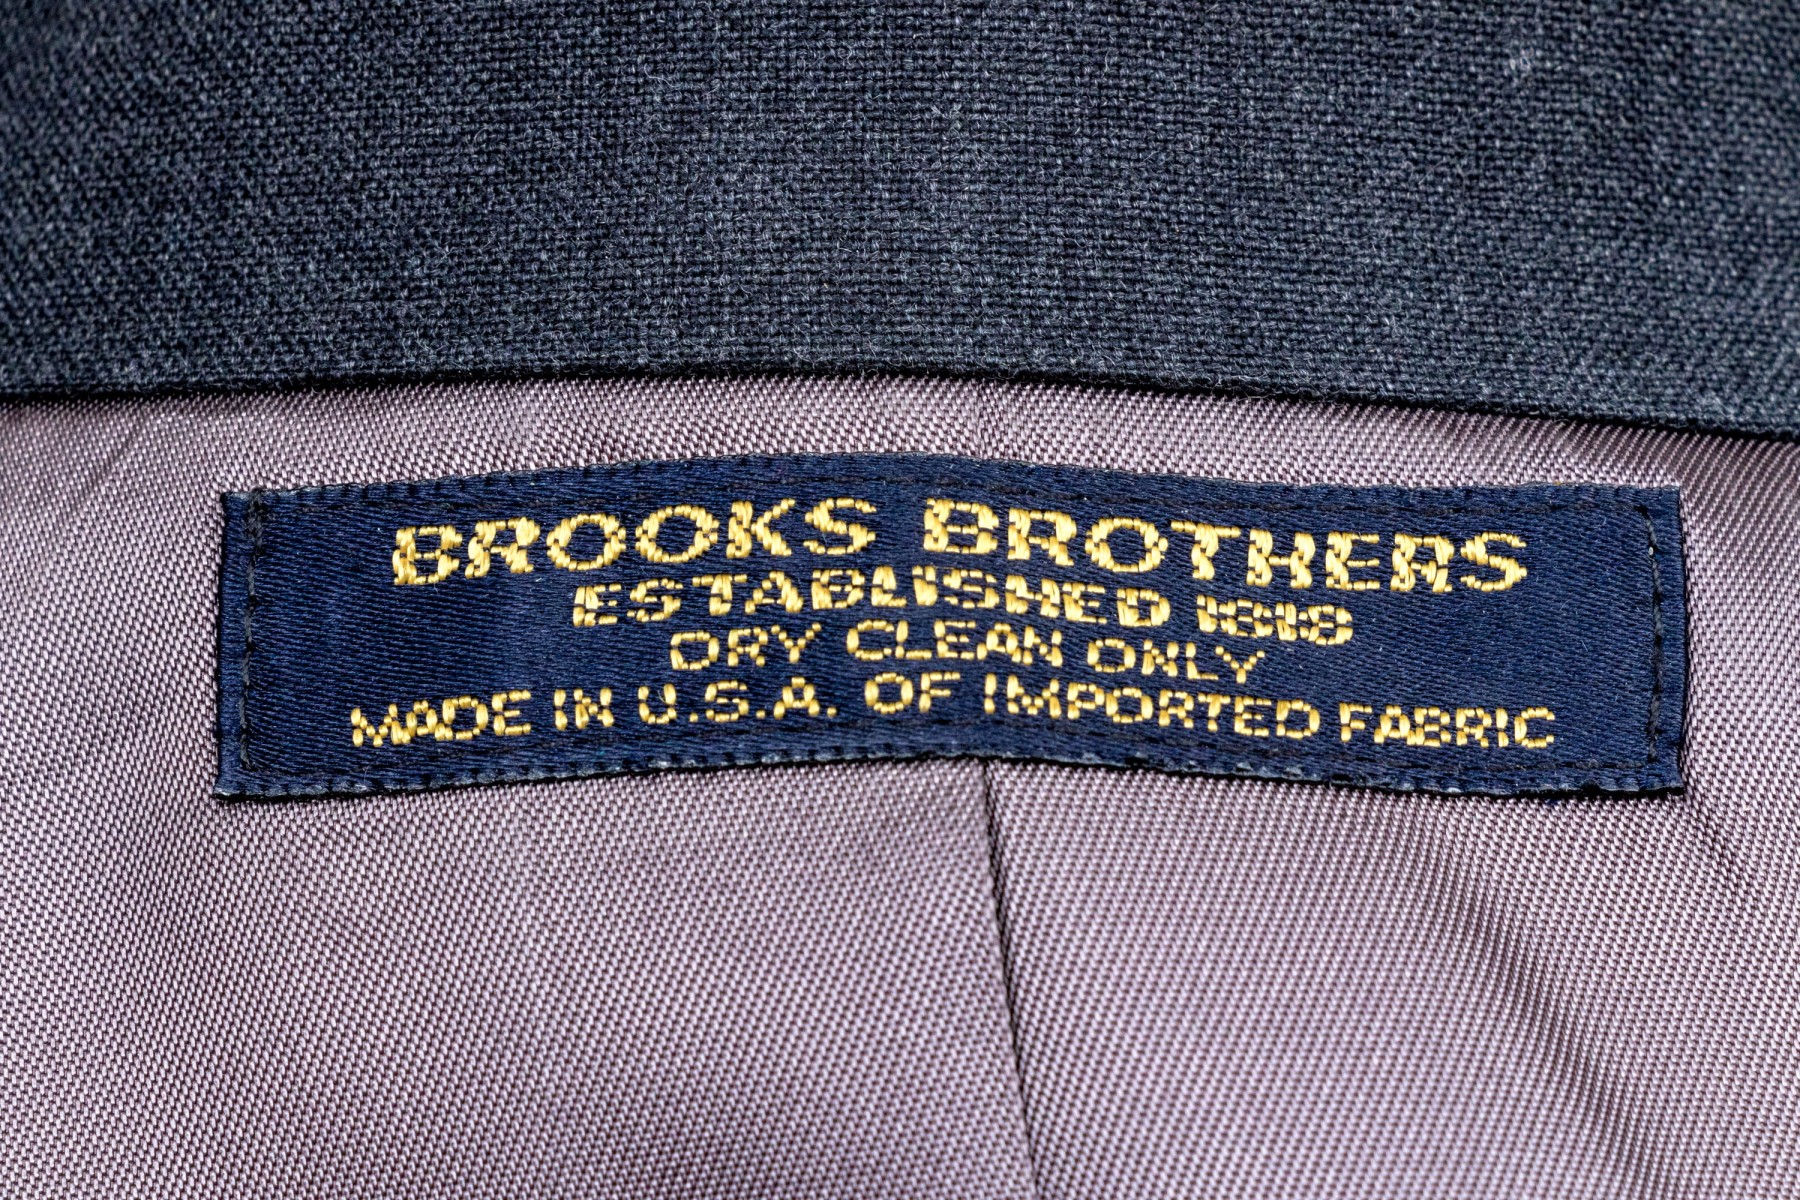 BROOKS BROTHERS
ESTABLISHED 1818
DRY CLEAN ONLY
MADE IN U.S.A. OF IMPORTED FABRIC